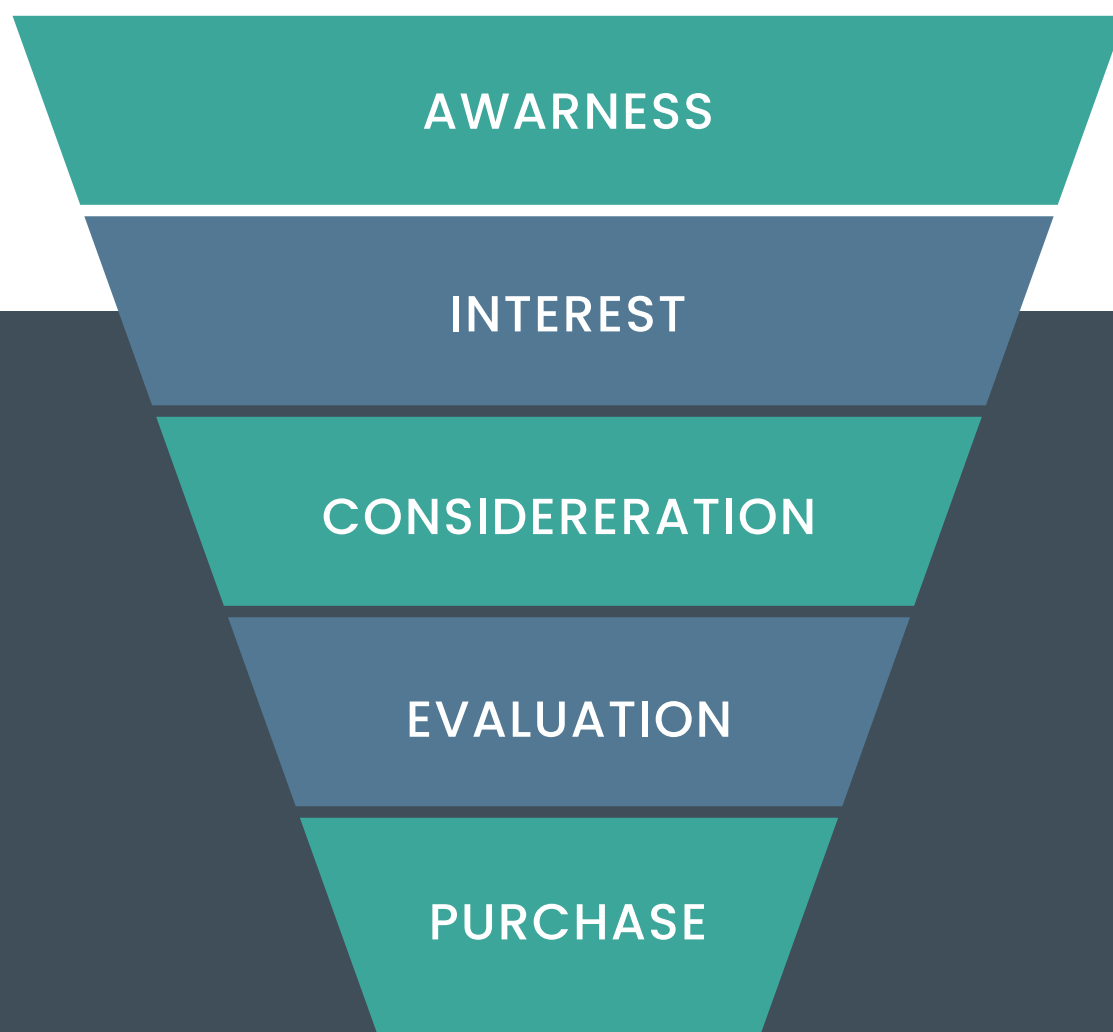 AWARNESS
INTEREST
CONSIDERERATION
EVALUATION
PURCHASE